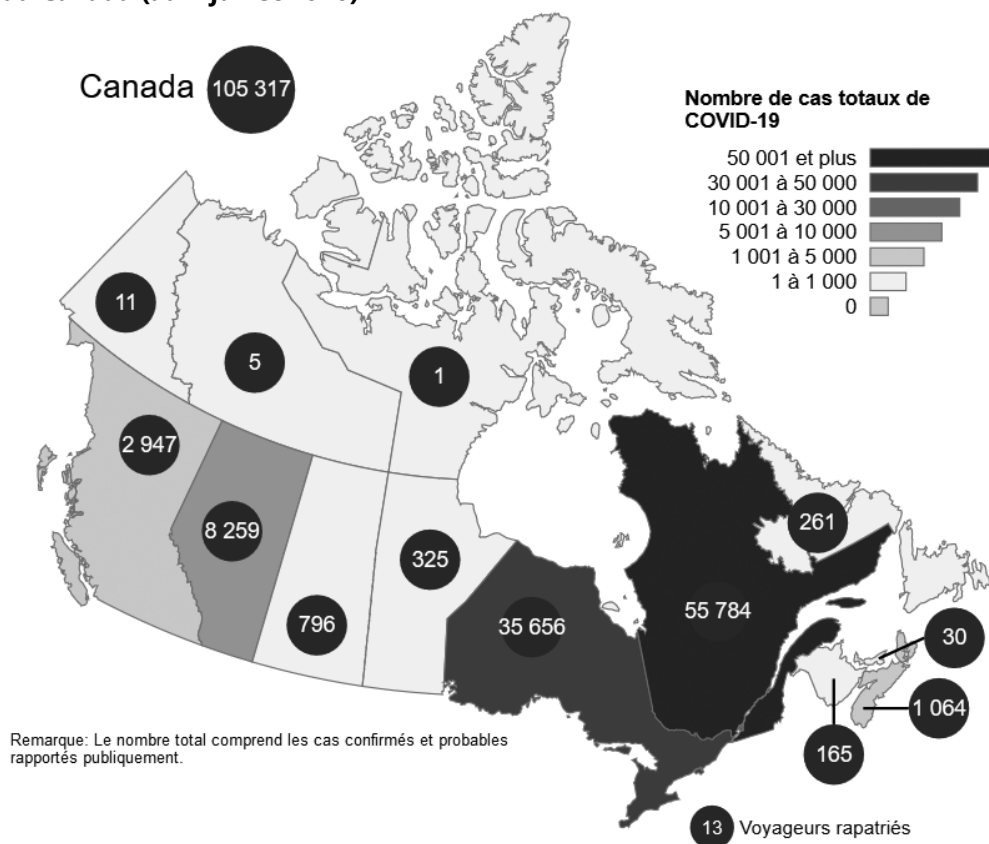 Canada 105 317
Nombre de cas totaux de
COVID-19
50 001 et plus
30 001 à 50 000
10 001 à 30 000
5 001 à 10 000
1 001 à 5 000
1 à 1 000
0
11
5
1
2 947
8 259
796
325
35 656
55 784
261
30
1 064
165
Remarque: Le nombre total comprend les cas confirmés et probables
rapportés publiquement.
13 Voyageurs rapatriés